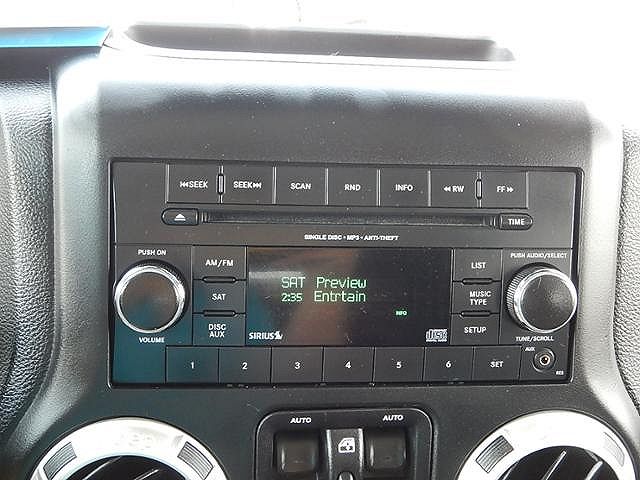 SEEK SEEK SCAN RND INFO RW FF
TIME
SINGLE DISC • MP3 • ANTI-THEFT
PUSH ON
AM/FM
LIST
PUSH AUDIO/SELECT
SAT Preview
2:35 Entrtain
SAT
MUSIC
TYPE
INFO
DISC
AUX
SETUP
SIRIUS
VOLUME
TUNE/SCROLL
1 2 3 4 5 6 SET
AUX
RES
AUTO AUTO